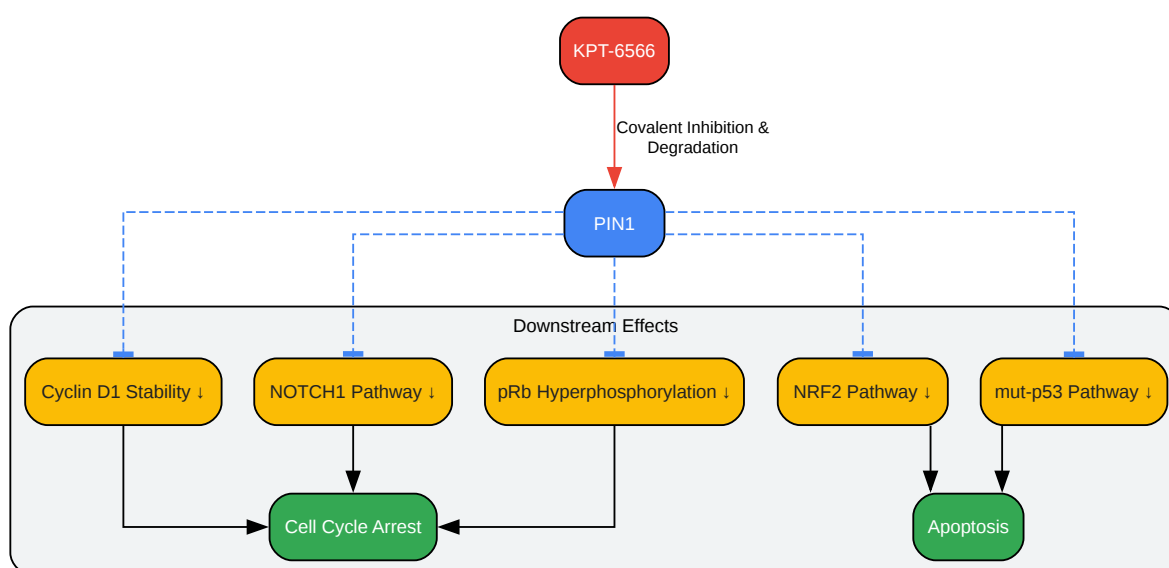 KPT-6566
Covalent Inhibition &
Degradation
PIN1
Downstream Effects
Cyclin D1 Stability ↓
NOTCH1 Pathway ↓
pRb Hyperphosphorylation ↓
NRF2 Pathway ↓
mut-p53 Pathway ↓
Cell Cycle Arrest
Apoptosis